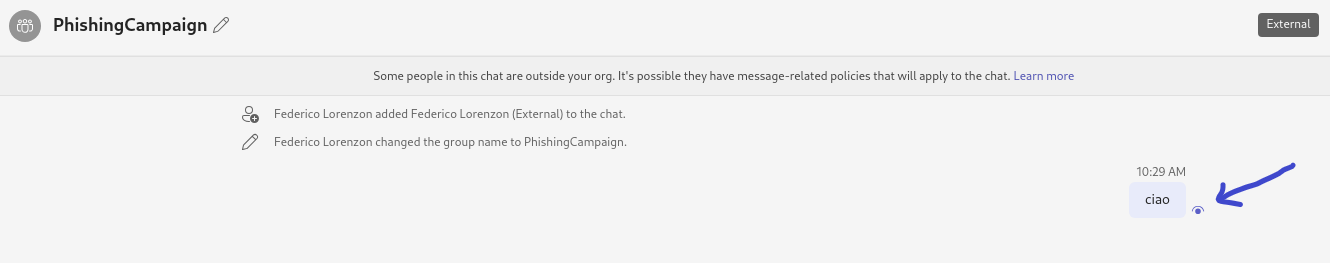 PhishingCampaign
External
Some people in this chat are outside your org. It's possible they have message-related policies that will apply to the chat. Learn more
Federico Lorenzon added Federico Lorenzon (External) to the chat.
Federico Lorenzon changed the group name to PhishingCampaign.
10:29 AM
ciao